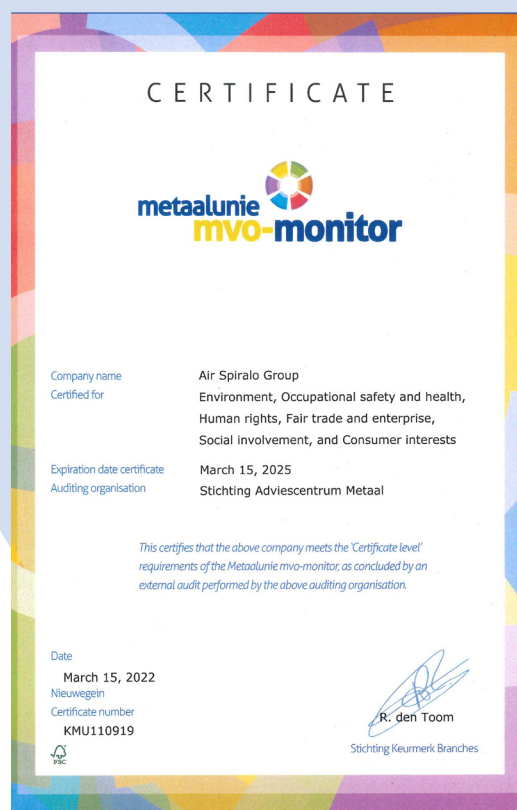 CERTIFICATE
metaalunie
mvo-monitor
Company name Air Spiralo Group
Certified for Environment, Occupational safety and health,
Human rights, Fair trade and enterprise,
Social involvement, and Consumer interests
Expiration date certificate March 15, 2025
Auditing organisation Stichting Adviescentrum Metaal
This certifies that the above company meets the 'Certificate level'
requirements of the Metaalunie mvo-monitor, as concluded by an
external audit performed by the above auditing organisation.
Date
March 15, 2022
Nieuwegein
Certificate number
KMU110919
FSC
R. den Toom
Stichting Keurmerk Branches